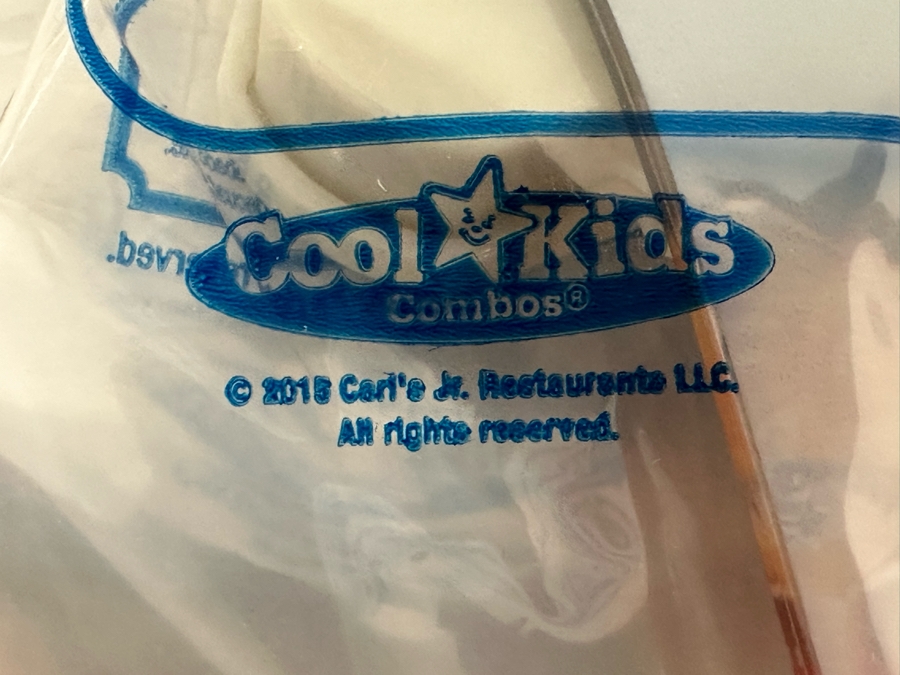 Cool Kids
Combos®
© 2015 Carl's Jr. Restaurants LLC.
All rights reserved.